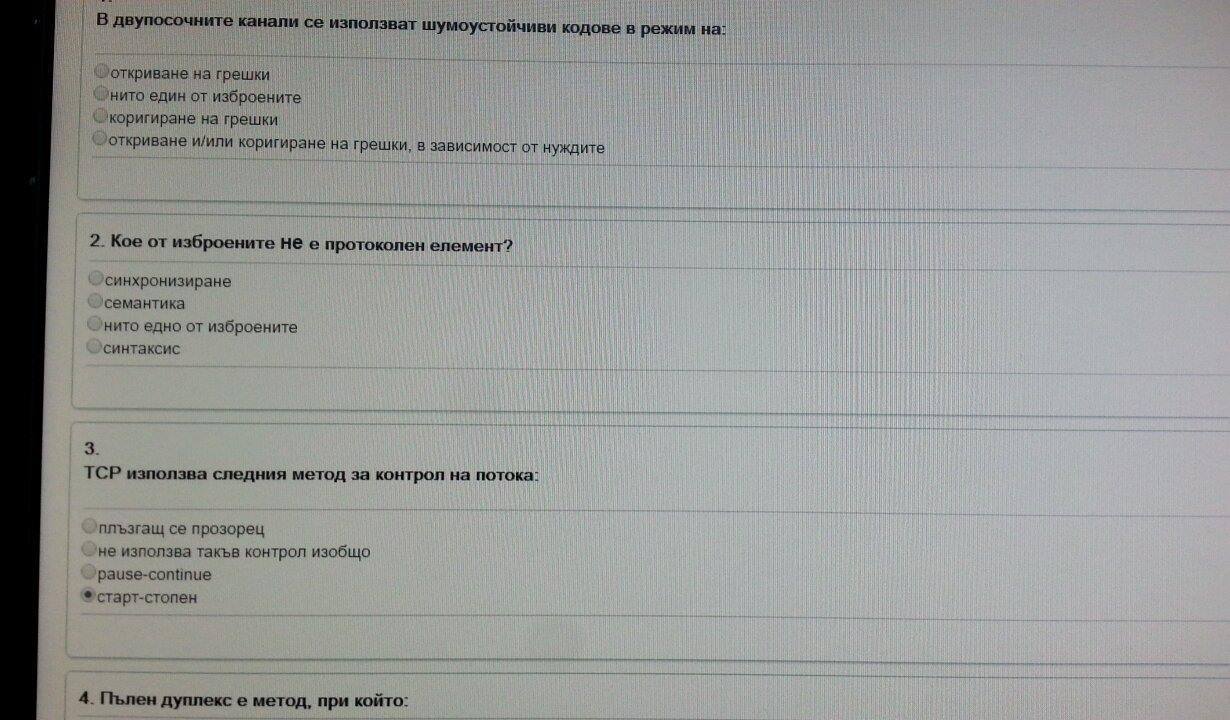 В двупосочните канали се използват шумоустойчиви кодове в режим на:
откриване на грешки
нито един от изброените
коригиране на грешки
откриване и/или коригиране на грешки, в зависимост от нуждите
2. Кое от изброените не е протоколен елемент?
синхронизиране
семантика
нито едно от изброените
синтаксис
3.
TCP използва следния метод за контрол на потока:
плъзгащ се прозорец
не използва такъв контрол изобщо
pause-continue
старт-стопен
4. Пълен дуплекс е метод, при който: